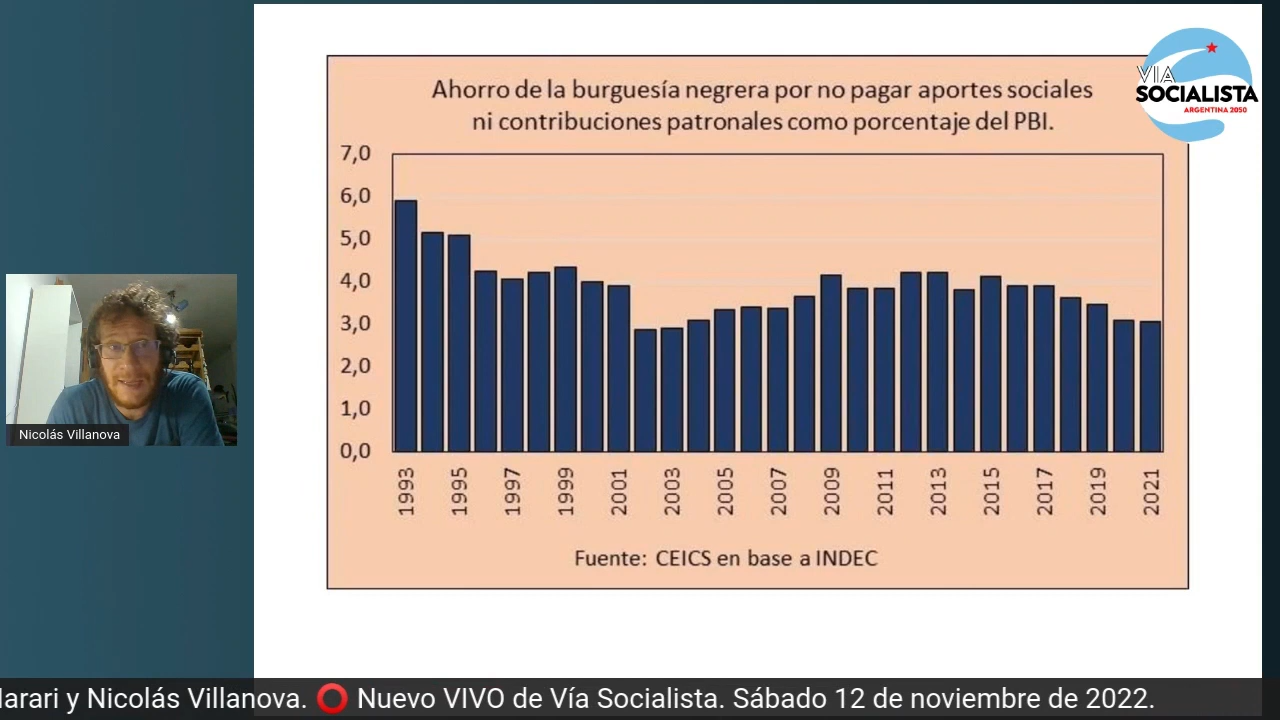 Ahorro de la burguesía negrera por no pagar aportes sociales
ni contribuciones patronales como porcentaje del PBI.
VIA
SOCIALISTA
ARGENTINA 2050
7,0
6,0
5,0
4,0
3,0
2,0
1,0
0,0
1993 1995 1997 1999 2001 2003 2005 2007 2009 2011 2013 2015 2017 2019 2021
Fuente: CEICS en base a INDEC
Nicolás Villanova
arari y Nicolás Villanova. ⭕ Nuevo VIVO de Vía Socialista. Sábado 12 de noviembre de 2022.